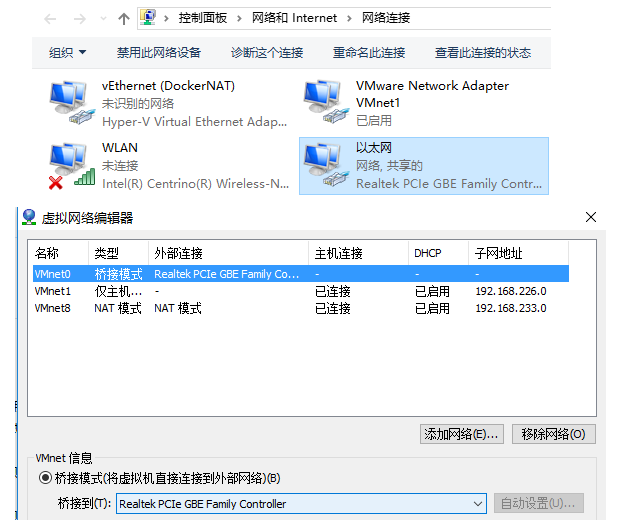 控制面板 > 网络和 Internet > 网络连接
组织 禁用此网络设备 诊断这个连接 重命名此连接 查看此连接的状态
vEthernet (DockerNAT)
未识别的网络
Hyper-V Virtual Ethernet Adap...
VMware Network Adapter
VMnet1
已启用
WLAN
未连接
Intel(R) Centrino(R) Wireless-N...
以太网
网络, 共享的
Realtek PCIe GBE Family Contr...
虚拟网络编辑器
名称 类型 外部连接 主机连接 DHCP 子网地址
VMnet0 桥接模式 Realtek PCIe GBE Family Co... - - -
VMnet1 仅主机... - 已连接 已启用 192.168.226.0
VMnet8 NAT 模式 NAT 模式 已连接 已启用 192.168.233.0
添加网络(E)... 移除网络(O)
VMnet 信息
桥接模式(将虚拟机直接连接到外部网络)(B)
桥接到(T): Realtek PCIe GBE Family Controller 自动设置(U)...